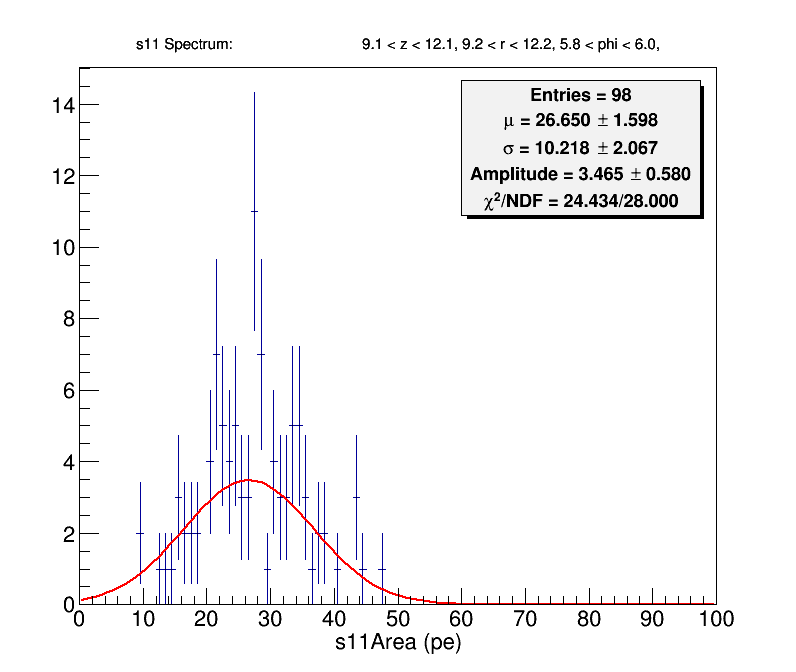 s11 Spectrum: 9.1 < z < 12.1, 9.2 < r < 12.2, 5.8 < phi < 6.0,
Entries = 98
μ = 26.650 ± 1.598
σ = 10.218 ± 2.067
Amplitude = 3.465 ± 0.580
χ²/NDF = 24.434/28.000
14
12
10
8
6
4
2
0
0 10 20 30 40 50 60 70 80 90 100
s11Area (pe)